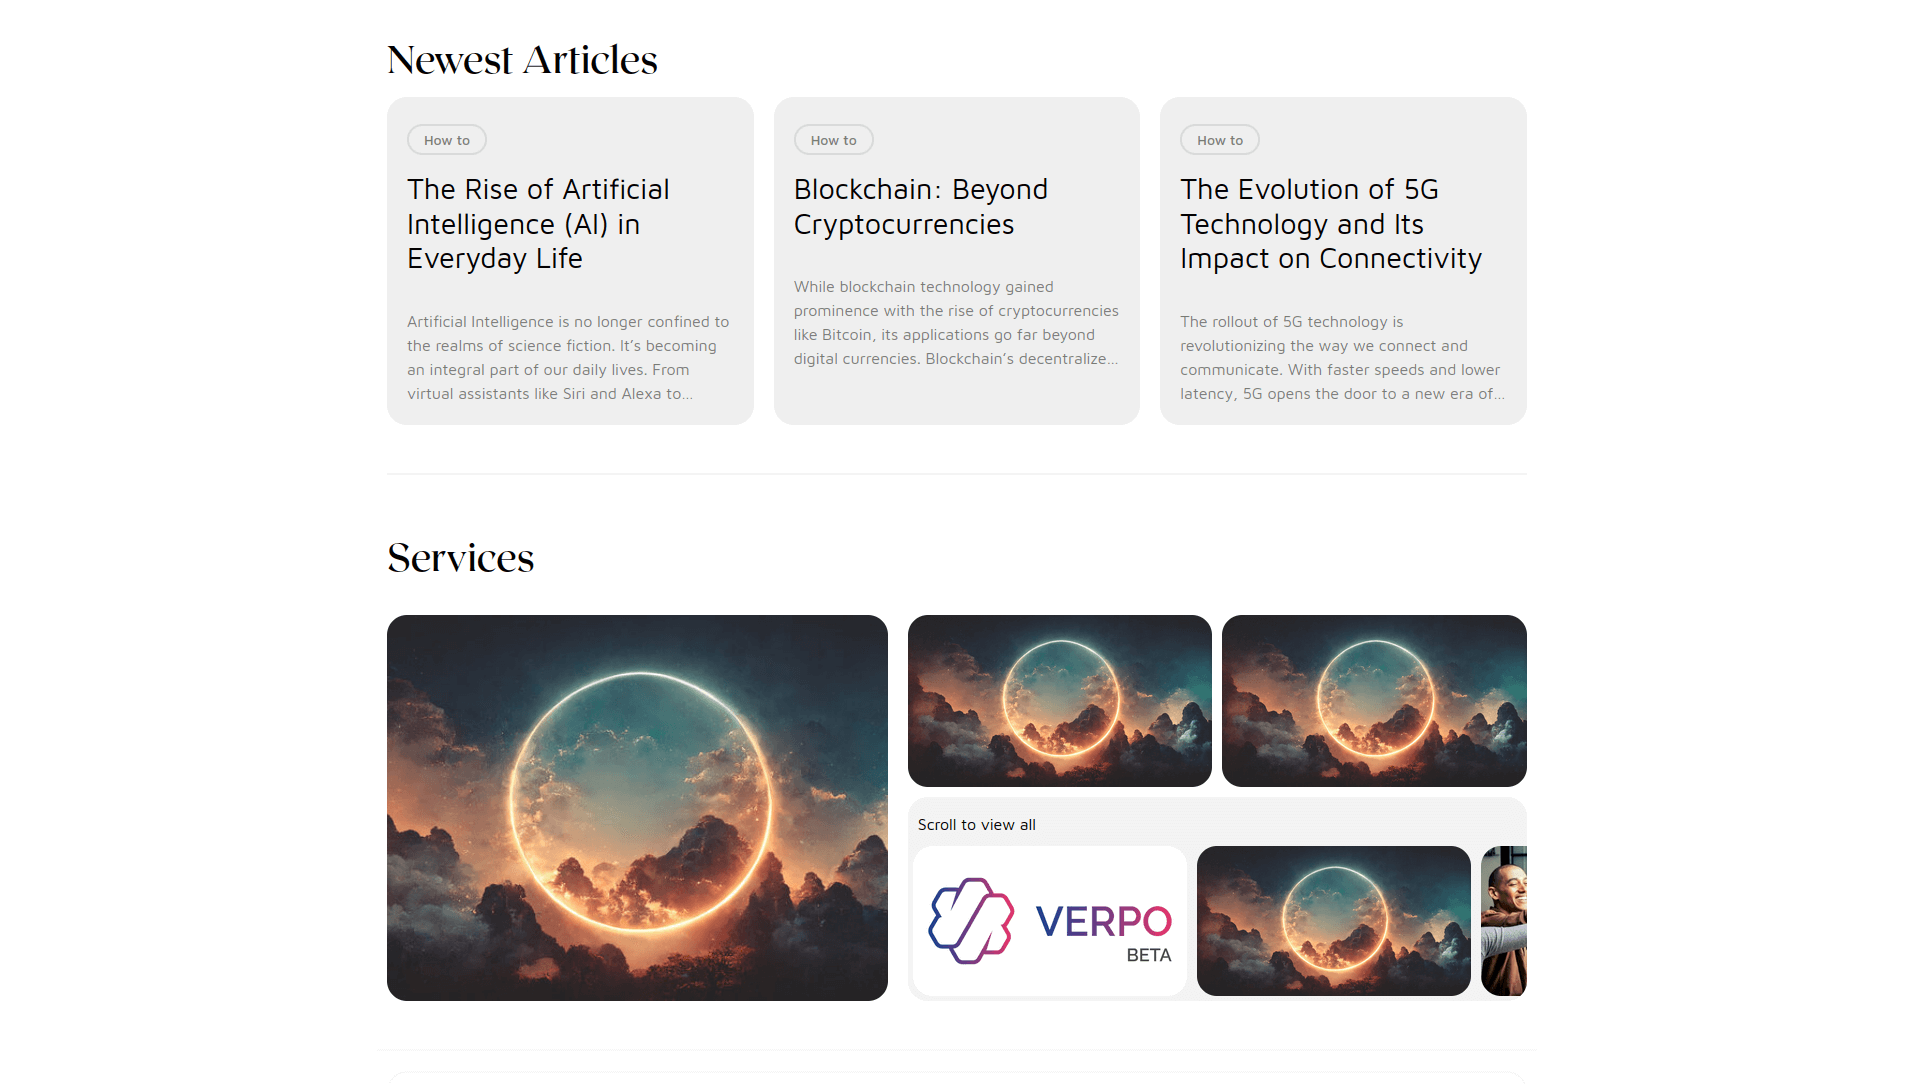 Newest Articles
How to
The Rise of Artificial
Intelligence (AI) in
Everyday Life
Artificial Intelligence is no longer confined to
the realms of science fiction. It’s becoming
an integral part of our daily lives. From
virtual assistants like Siri and Alexa to...
How to
Blockchain: Beyond
Cryptocurrencies
While blockchain technology gained
prominence with the rise of cryptocurrencies
like Bitcoin, its applications go far beyond
digital currencies. Blockchain’s decentralize...
How to
The Evolution of 5G
Technology and Its
Impact on Connectivity
The rollout of 5G technology is
revolutionizing the way we connect and
communicate. With faster speeds and lower
latency, 5G opens the door to a new era of...
Services
Scroll to view all
VERPO
BETA